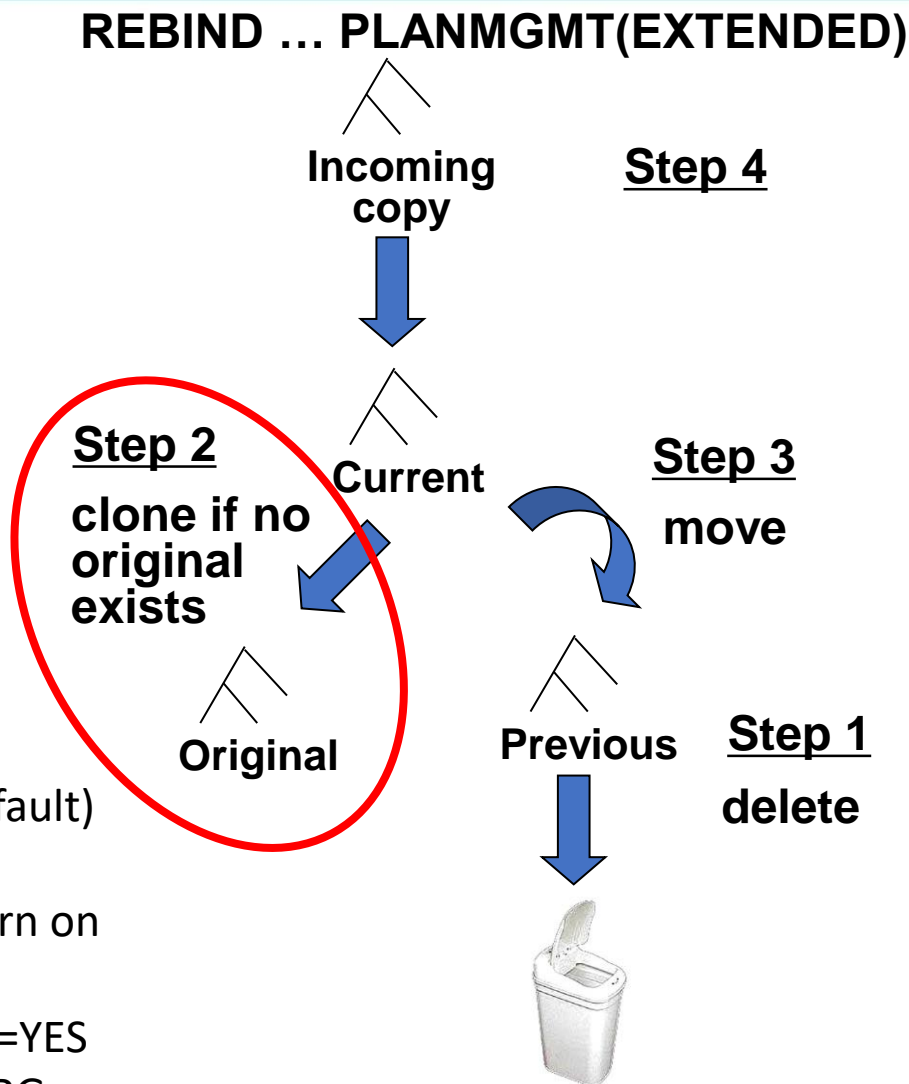 REBIND … PLANMGMT(EXTENDED)
Incoming
copy
Step 4
Step 2
clone if no
original
exists
Current
Step 3
move
Original
Previous
Step 1
delete
fault)
rn on
=YES